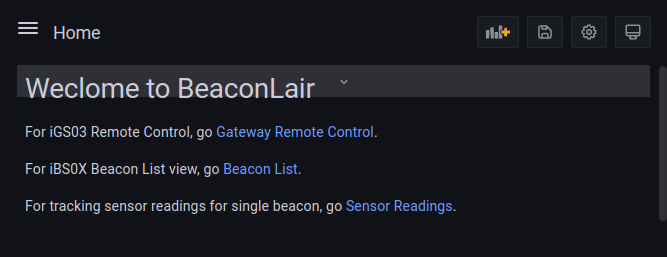 Home
Weclome to BeaconLair
For iGS03 Remote Control, go Gateway Remote Control.
For iBS0X Beacon List view, go Beacon List.
For tracking sensor readings for single beacon, go Sensor Readings.